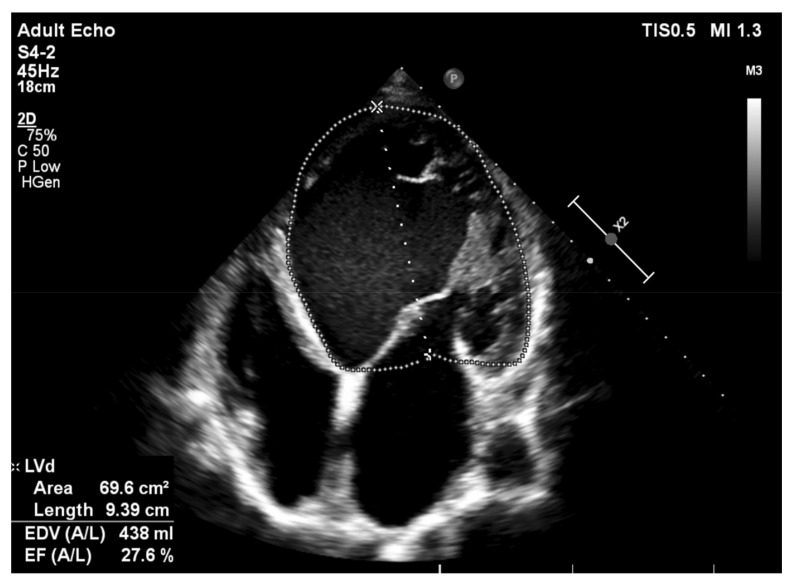 Adult Echo
TIS0.5 MI 1.3
S4-2
45Hz
18cm
M3
P
2D
75%
C 50
P Low
HGen
X2
LVd
Area 69.6 cm²
Length 9.39 cm
EDV (A/L) 438 ml
EF (A/L) 27.6 %